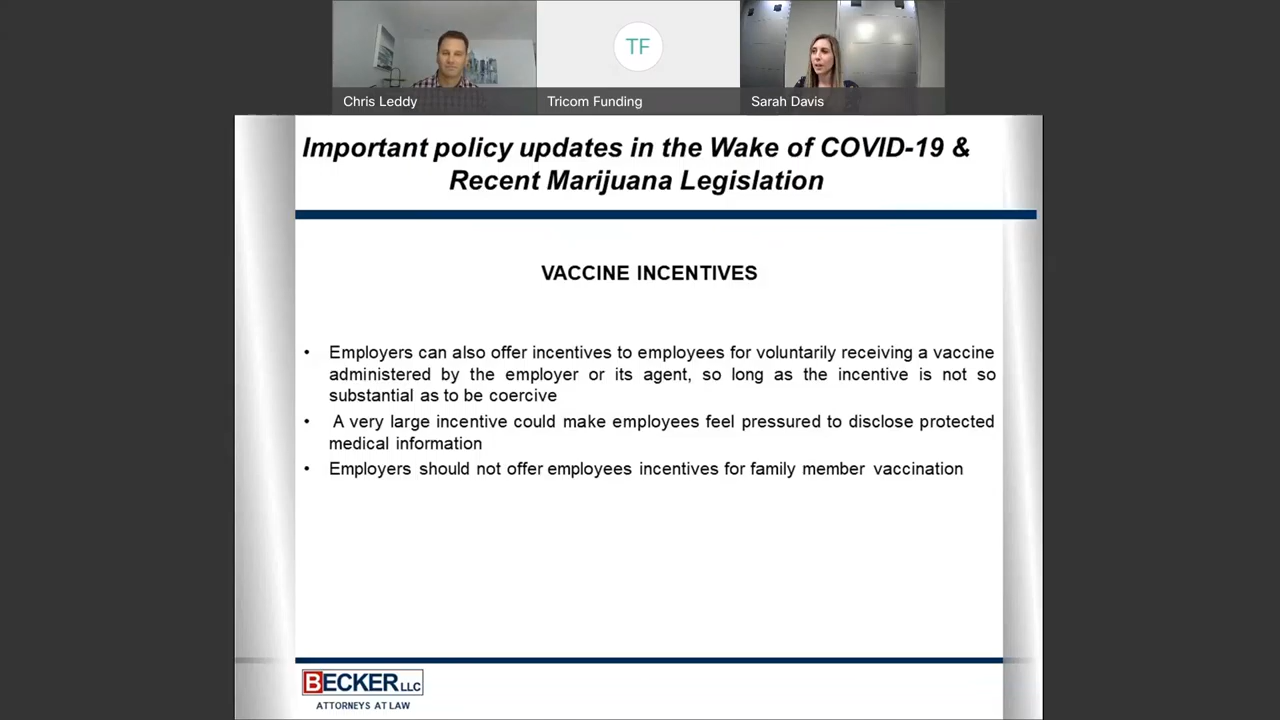 TF
Chris Leddy
Tricom Funding
Sarah Davis
Important policy updates in the Wake of COVID-19 &
Recent Marijuana Legislation
VACCINE INCENTIVES
• Employers can also offer incentives to employees for voluntarily receiving a vaccine
administered by the employer or its agent, so long as the incentive is not so
substantial as to be coercive
• A very large incentive could make employees feel pressured to disclose protected
medical information
• Employers should not offer employees incentives for family member vaccination
BECKER LLC
ATTORNEYS AT LAW